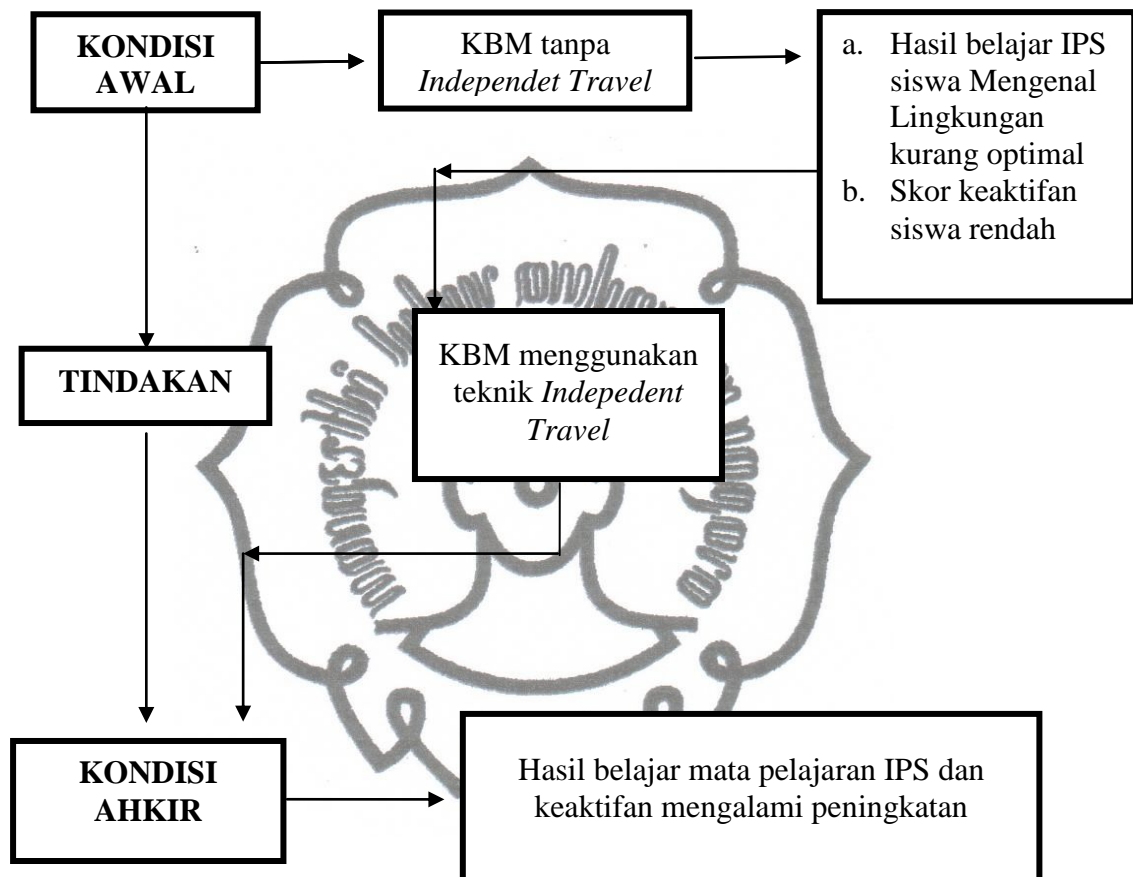 KONDISI
AWAL
KBM tanpa
Independet Travel
a. Hasil belajar IPS
siswa Mengenal
Lingkungan
kurang optimal
b. Skor keaktifan
siswa rendah
TINDAKAN
KBM menggunakan
teknik Indepedent
Travel
KONDISI
AHKIR
Hasil belajar mata pelajaran IPS dan
keaktifan mengalami peningkatan